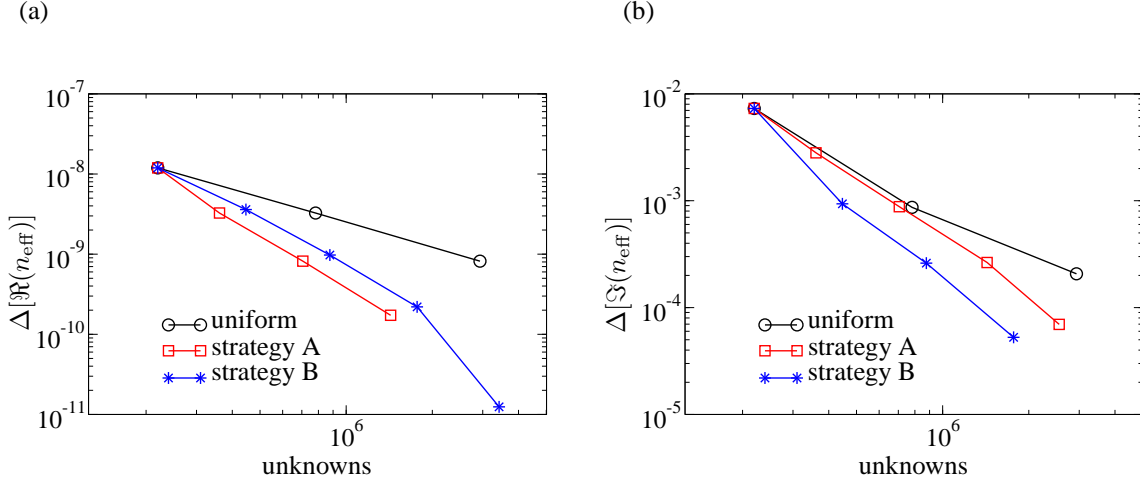 (a)
10^-7
10^-8
10^-9
10^-10
10^-11
Δ[ℜ(n_eff)]
uniform
strategy A
strategy B
10^6
unknowns
(b)
10^-2
10^-3
10^-4
10^-5
Δ[ℑ(n_eff)]
uniform
strategy A
strategy B
10^6
unknowns